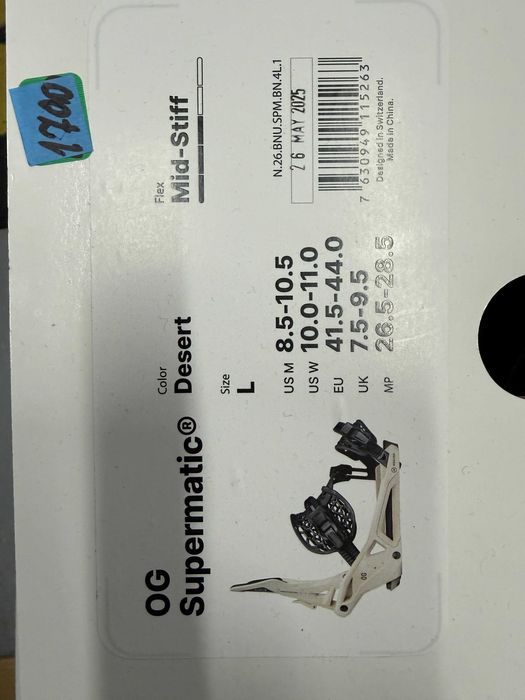 1700
OG
Supermatic®
Color
Desert
Flex
Mid-Stiff
Size
L
US M 8.5-10.5
US W 10.0-11.0
EU 41.5-44.0
UK 7.5-9.5
MP 26.5-28.5
N.26.BNU.SPM.BN.4L.1
26 MAY 2025
7 630949 115263
Designed in Switzerland.
Made in China.